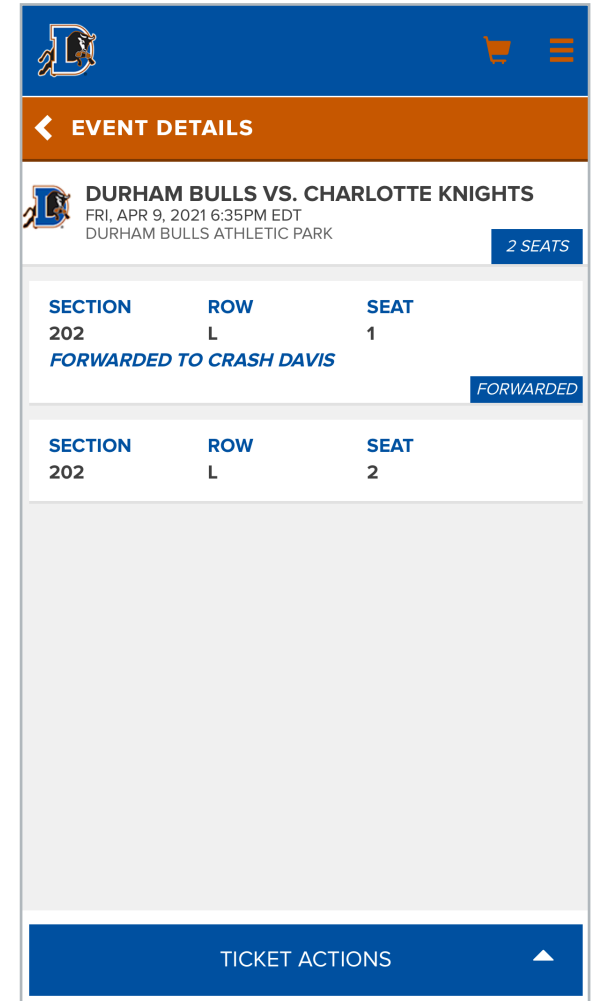 D
EVENT DETAILS
D
DURHAM BULLS VS. CHARLOTTE KNIGHTS
FRI, APR 9, 2021 6:35PM EDT
DURHAM BULLS ATHLETIC PARK
2 SEATS
SECTION ROW SEAT
202 L 1
FORWARDED TO CRASH DAVIS
FORWARDED
SECTION ROW SEAT
202 L 2
TICKET ACTIONS